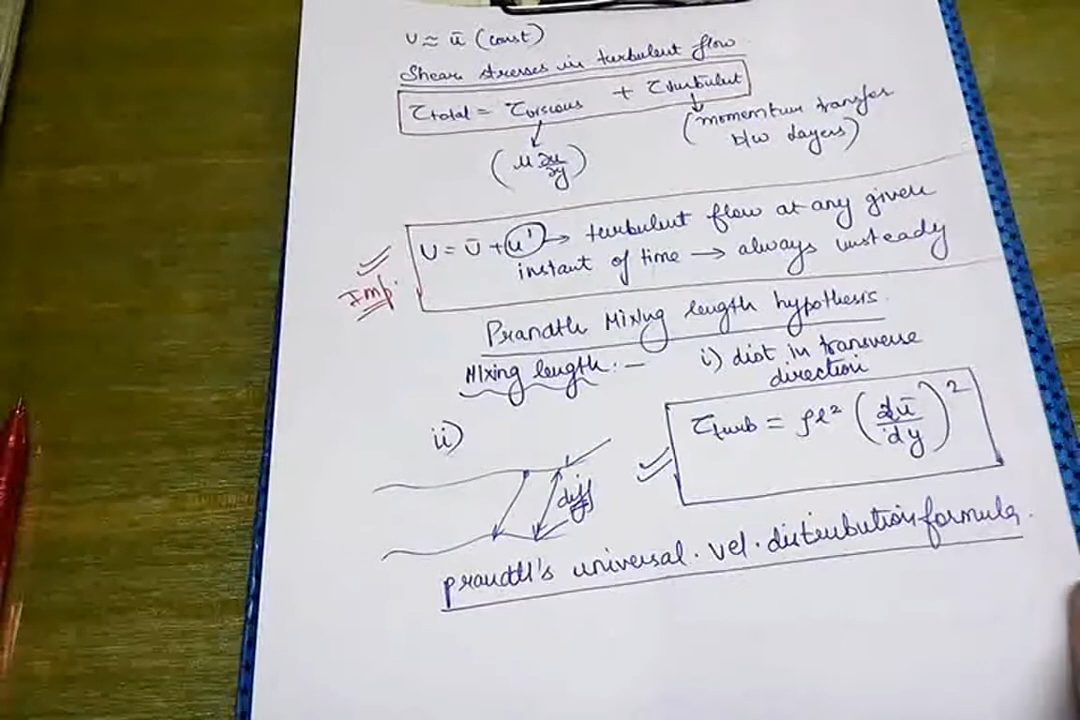 U ≈ ū (const)
Shear stresses in turbulent flow
τtotal = τviscous + τturbulent
(μ ∂u/∂y)
(momentum transfer
b/w layers)
U = ū + u' → turbulent flow at any given
instant of time → always unsteady
Imp.
Prandtls Mixing length hypothesis.
Mixing length. —
i) dist in transverse
direction
ii)
diff
τturb = ρl² (dū/dy)²
prandtl's universal. vel. distribution formula.